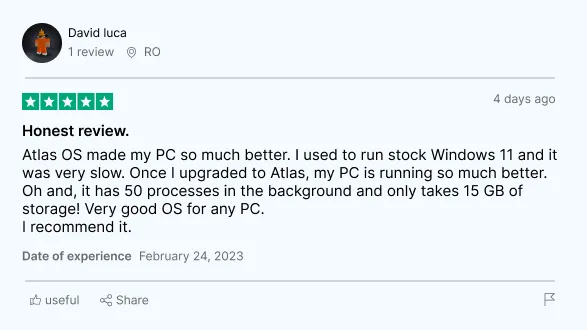 David luca
1 review RO
4 days ago
Honest review.
Atlas OS made my PC so much better. I used to run stock Windows 11 and it
was very slow. Once I upgraded to Atlas, my PC is running so much better.
Oh and, it has 50 processes in the background and only takes 15 GB of
storage! Very good OS for any PC.
I recommend it.
Date of experience February 24, 2023
useful Share